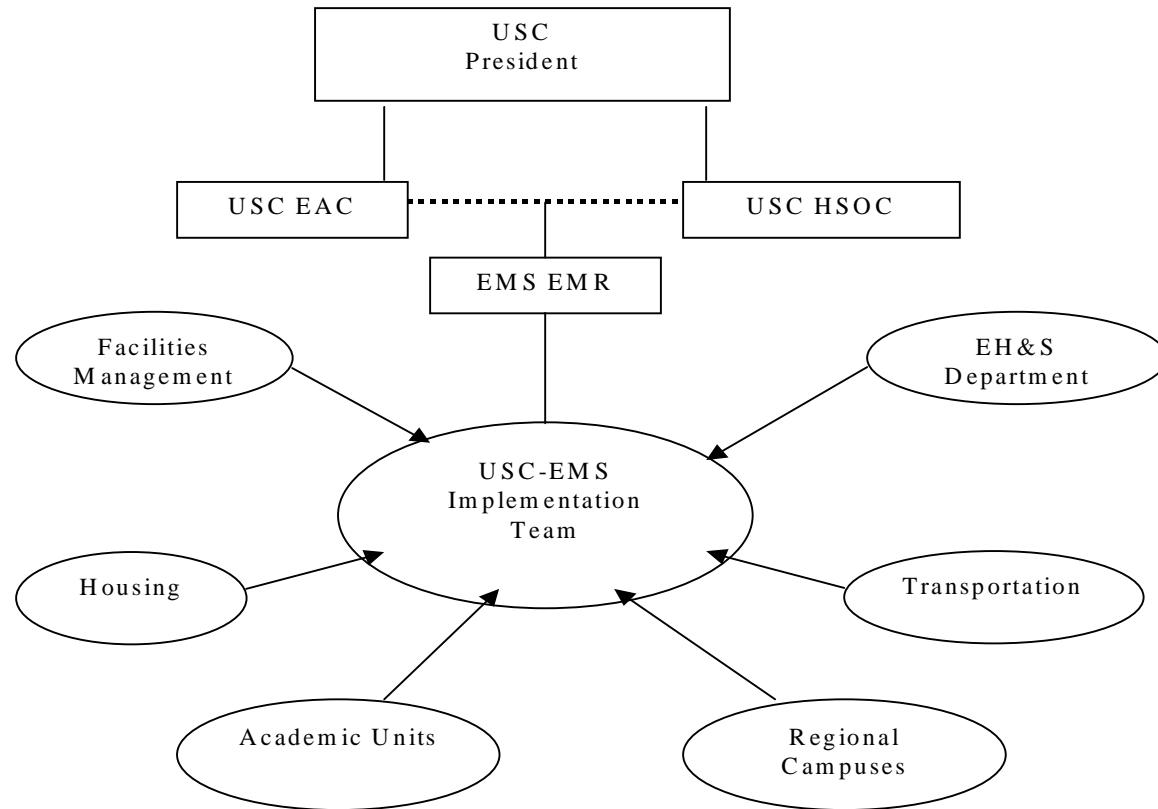 USC
President
USC EAC
USC HSOC
EMS EMR
Facilities
Management
EH&S
Department
USC-EMS
Implementation
Team
Housing
Transportation
Academic Units
Regional
Campuses